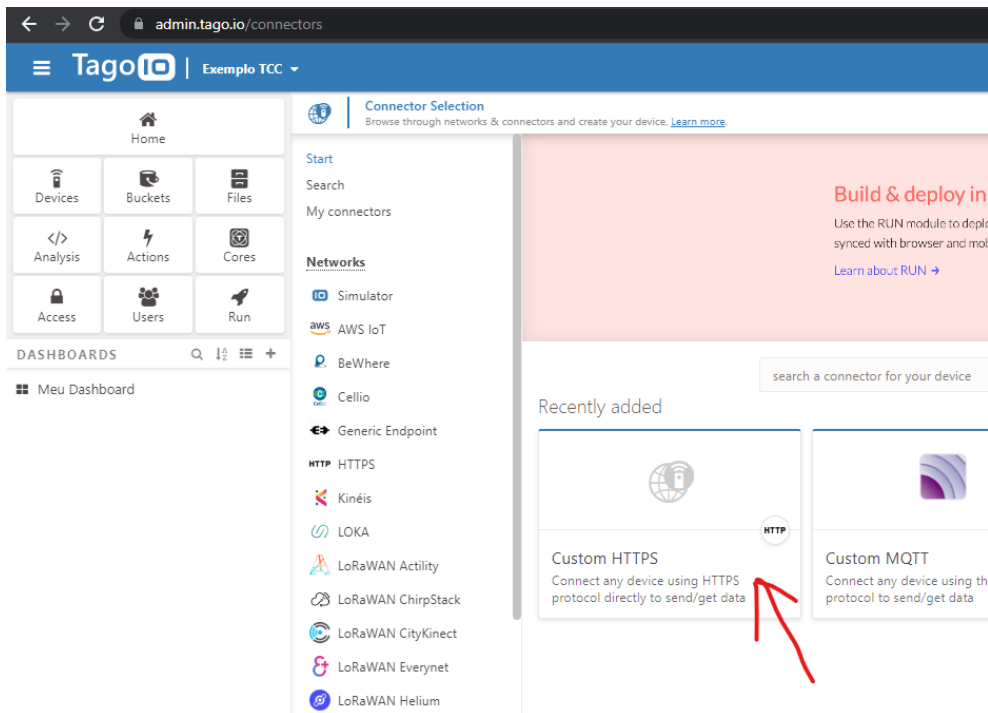 admin.tago.io/connectors
TagoIO
Exemplo TCC
Home
Devices
Buckets
Files
Analysis
Actions
Cores
Access
Users
Run
DASHBOARDS
Meu Dashboard
Connector Selection
Browse through networks & connectors and create your device. Learn more.
Start
Search
My connectors
Networks
IO Simulator
aws AWS IoT
BeWhere
Cellio
Generic Endpoint
HTTP HTTPS
Kinéis
LOKA
LoRaWAN Actility
LoRaWAN ChirpStack
LoRaWAN CityKinect
LoRaWAN Everynet
LoRaWAN Helium
Build & deploy in
Use the RUN module to deplo
synced with browser and mob
Learn about RUN →
search a connector for your device
Recently added
HTTP
Custom HTTPS
Connect any device using HTTPS
protocol directly to send/get data
Custom MQTT
Connect any device using th
protocol to send/get data